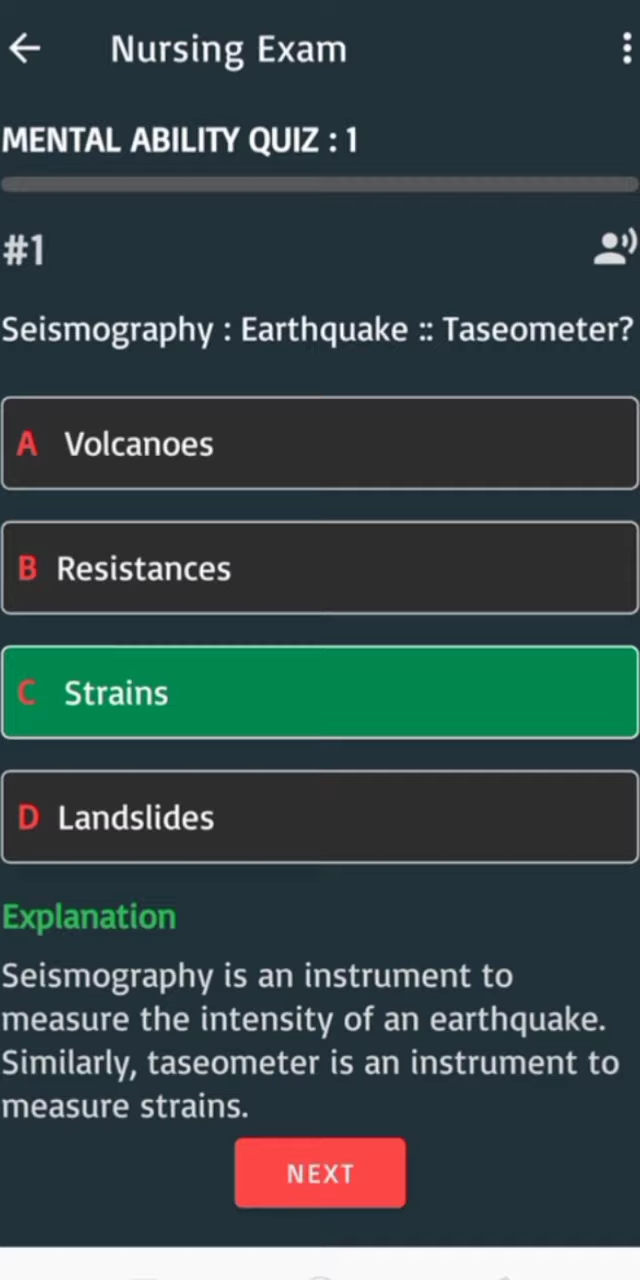 Nursing Exam
MENTAL ABILITY QUIZ : 1
#1
Seismography : Earthquake :: Taseometer?
A Volcanoes
B Resistances
C Strains
D Landslides
Explanation
Seismography is an instrument to
measure the intensity of an earthquake.
Similarly, taseometer is an instrument to
measure strains.
NEXT